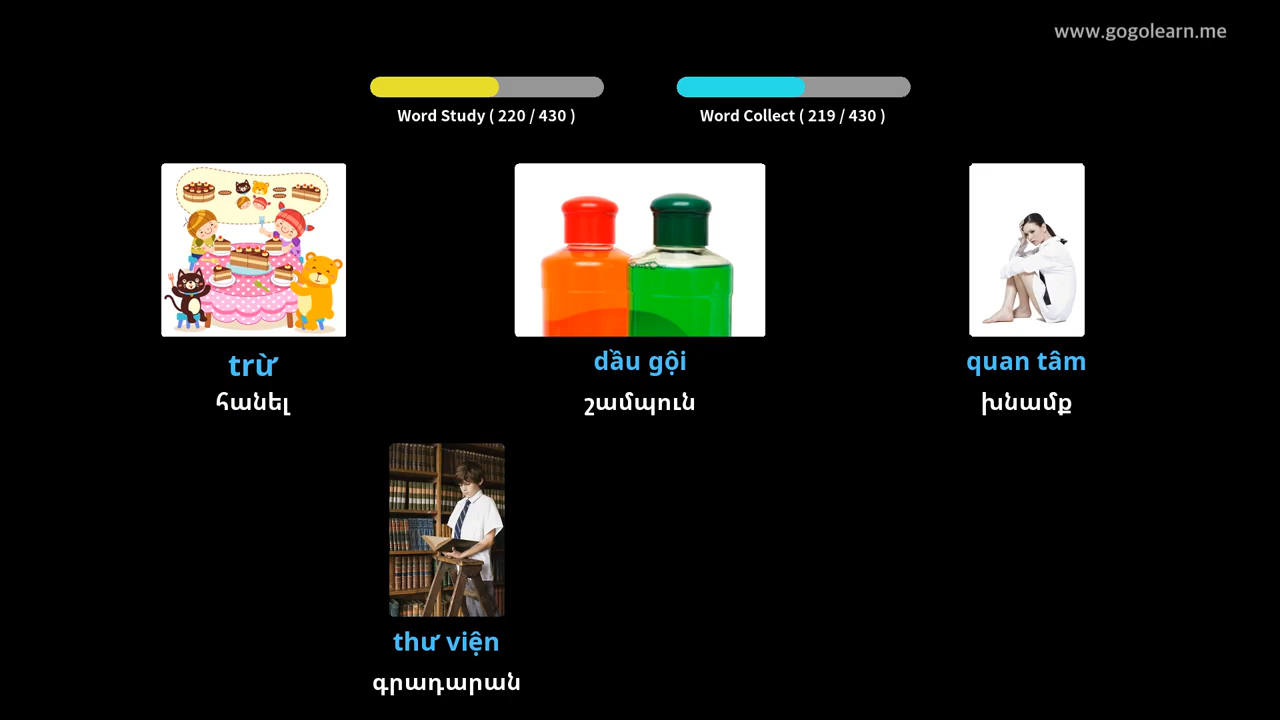 www.gogolearn.me
Word Study ( 220 / 430 )
Word Collect ( 219 / 430 )
trừ
հանել
dầu gội
շամպուն
quan tâm
խնամք
thư viện
գրադարան